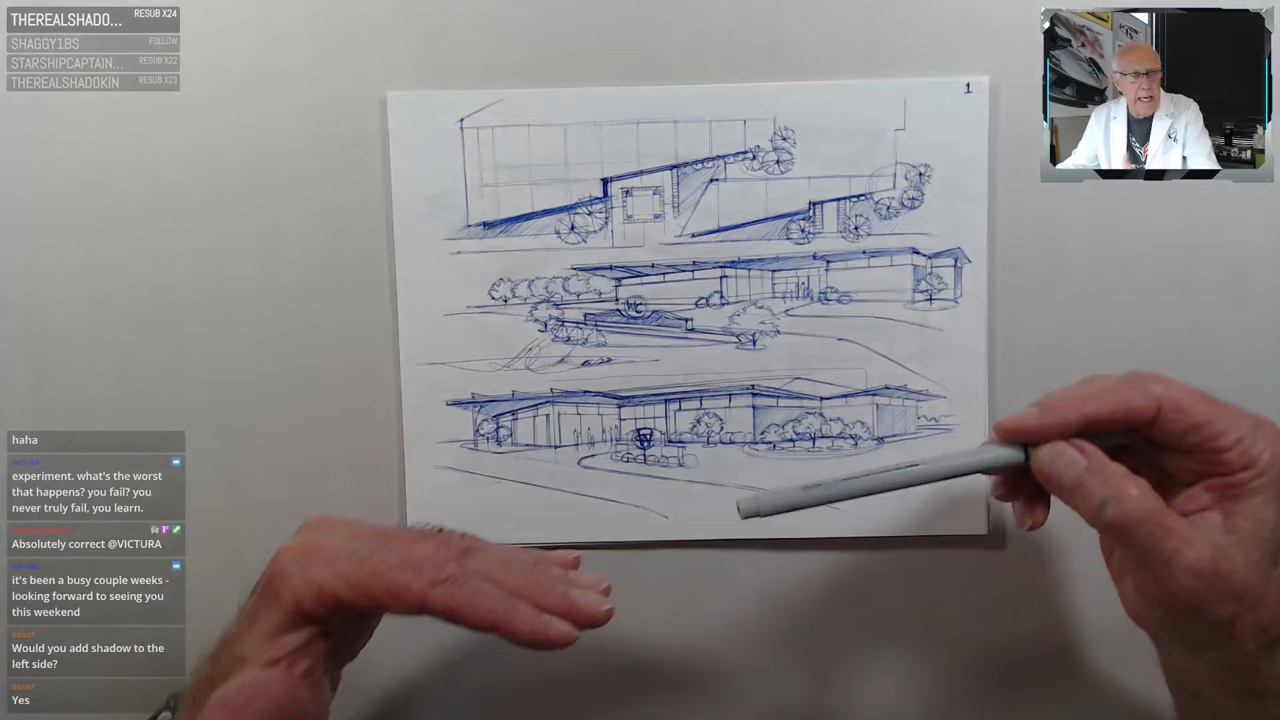 THEREALSHADO... RESUB X24
SHAGGY1BS FOLLOW
STARSHIPCAPTAIN... RESUB X22
THEREALSHADOKIN RESUB X23
1
WC
haha
VICTURA
experiment. what's the worst
that happens? you fail? you
never truly fail, you learn.
Absolutely correct @VICTURA
it's been a busy couple weeks -
looking forward to seeing you
this weekend
Would you add shadow to the
left side?
Yes